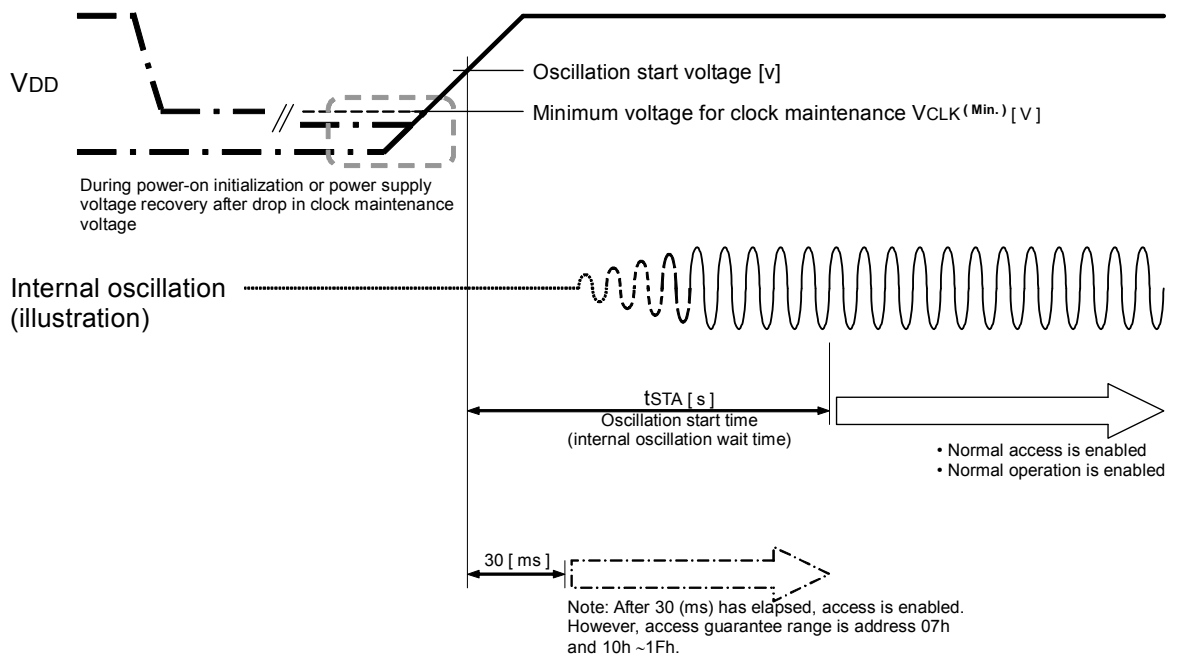 VDD
Oscillation start voltage [v]
Minimum voltage for clock maintenance VCLK(Min.) [ V ]
During power-on initialization or power supply
voltage recovery after drop in clock maintenance
voltage
Internal oscillation
(illustration)
tSTA [ s ]
Oscillation start time
(internal oscillation wait time)
• Normal access is enabled
• Normal operation is enabled
30 [ ms ]
Note: After 30 (ms) has elapsed, access is enabled.
However, access guarantee range is address 07h
and 10h ~1Fh.